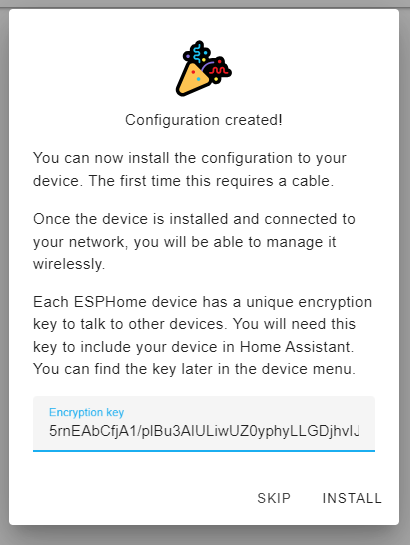 Configuration created!
You can now install the configuration to your
device. The first time this requires a cable.
Once the device is installed and connected to
your network, you will be able to manage it
wirelessly.
Each ESPHome device has a unique encryption
key to talk to other devices. You will need this
key to include your device in Home Assistant.
You can find the key later in the device menu.
Encryption key
5rnEAbCfjA1/plBu3AlULiwUZ0yphyLLGDjhvIJ
SKIP INSTALL